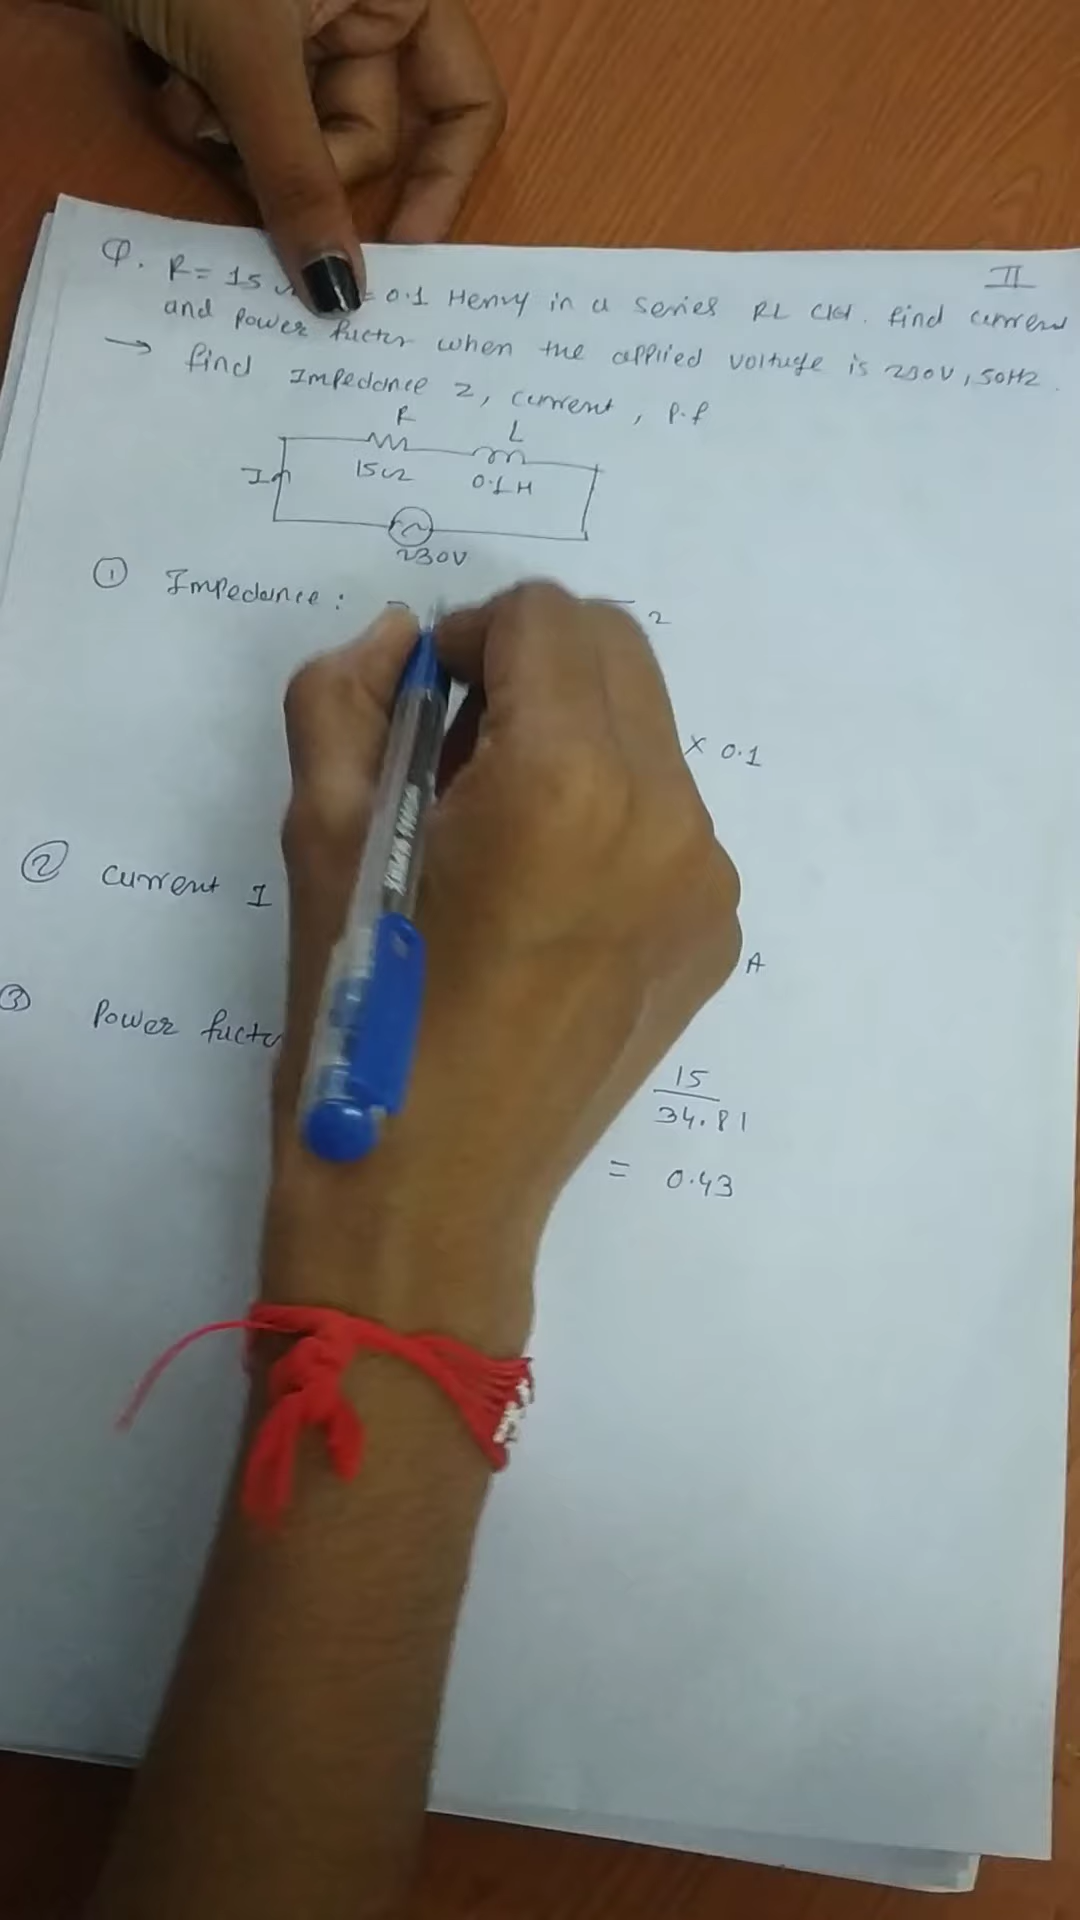 II
Q. R = 15 = 0.1 Henry in a series RL ckt. find current
and power factor when the applied voltage is 230V, 50Hz.
→ find Impedance Z, current, P.f
R L
15Ω 0.1H
I
230V
① Impedance:
2
x 0.1
② current I
A
③ Power facto
15
34.81
= 0.43